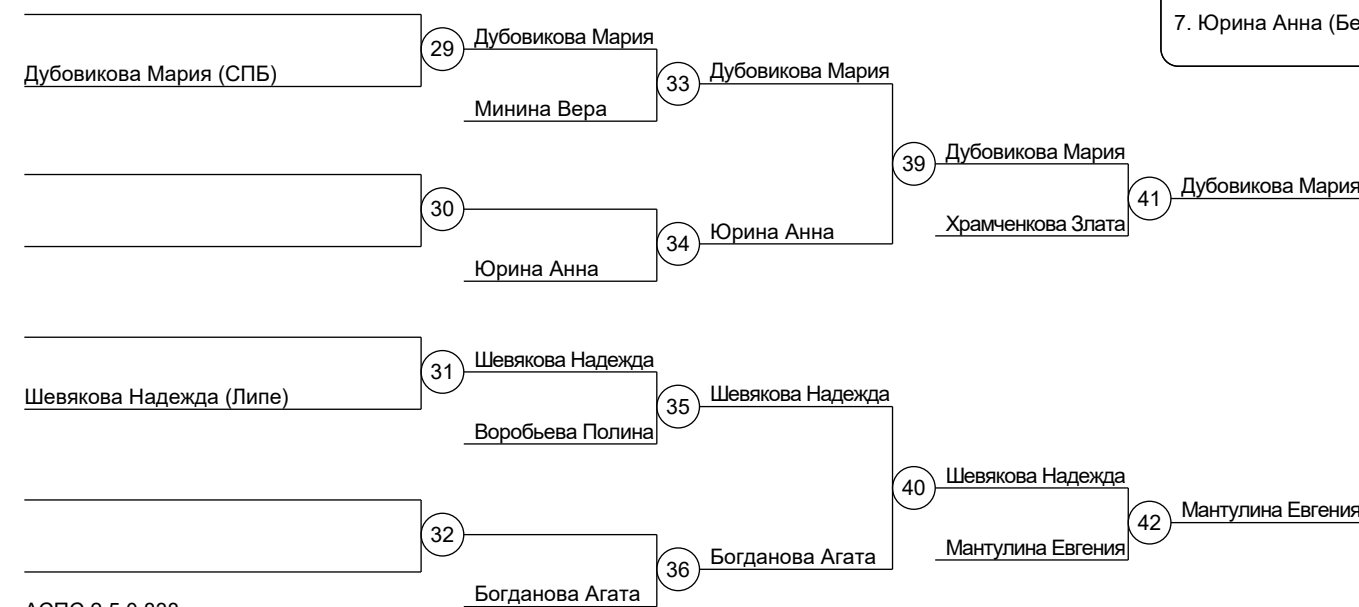 7. Юрина Анна (Бе
29
Дубовикова Мария
Дубовикова Мария (СПБ)
33
Дубовикова Мария
Минина Вера
39
Дубовикова Мария
41
Дубовикова Мария
30
34
Юрина Анна
Храмченкова Злата
Юрина Анна
31
Шевякова Надежда
Шевякова Надежда (Липе)
35
Шевякова Надежда
Воробьева Полина
40
Шевякова Надежда
42
Мантулина Евгения
32
36
Богданова Агата
Мантулина Евгения
Богданова Агата